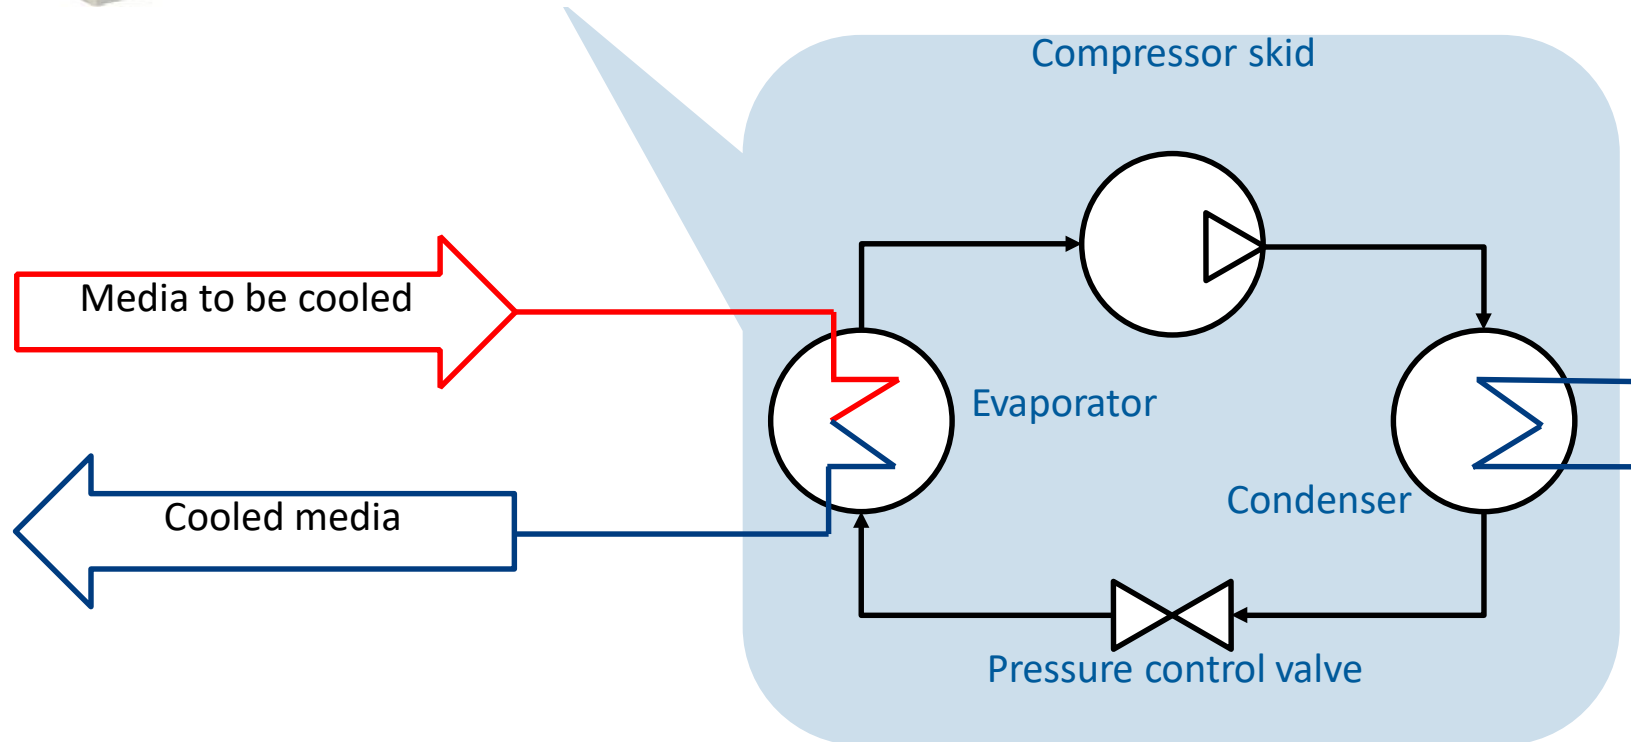 Compressor skid
Media to be cooled
Evaporator
Condenser
Cooled media
Pressure control valve